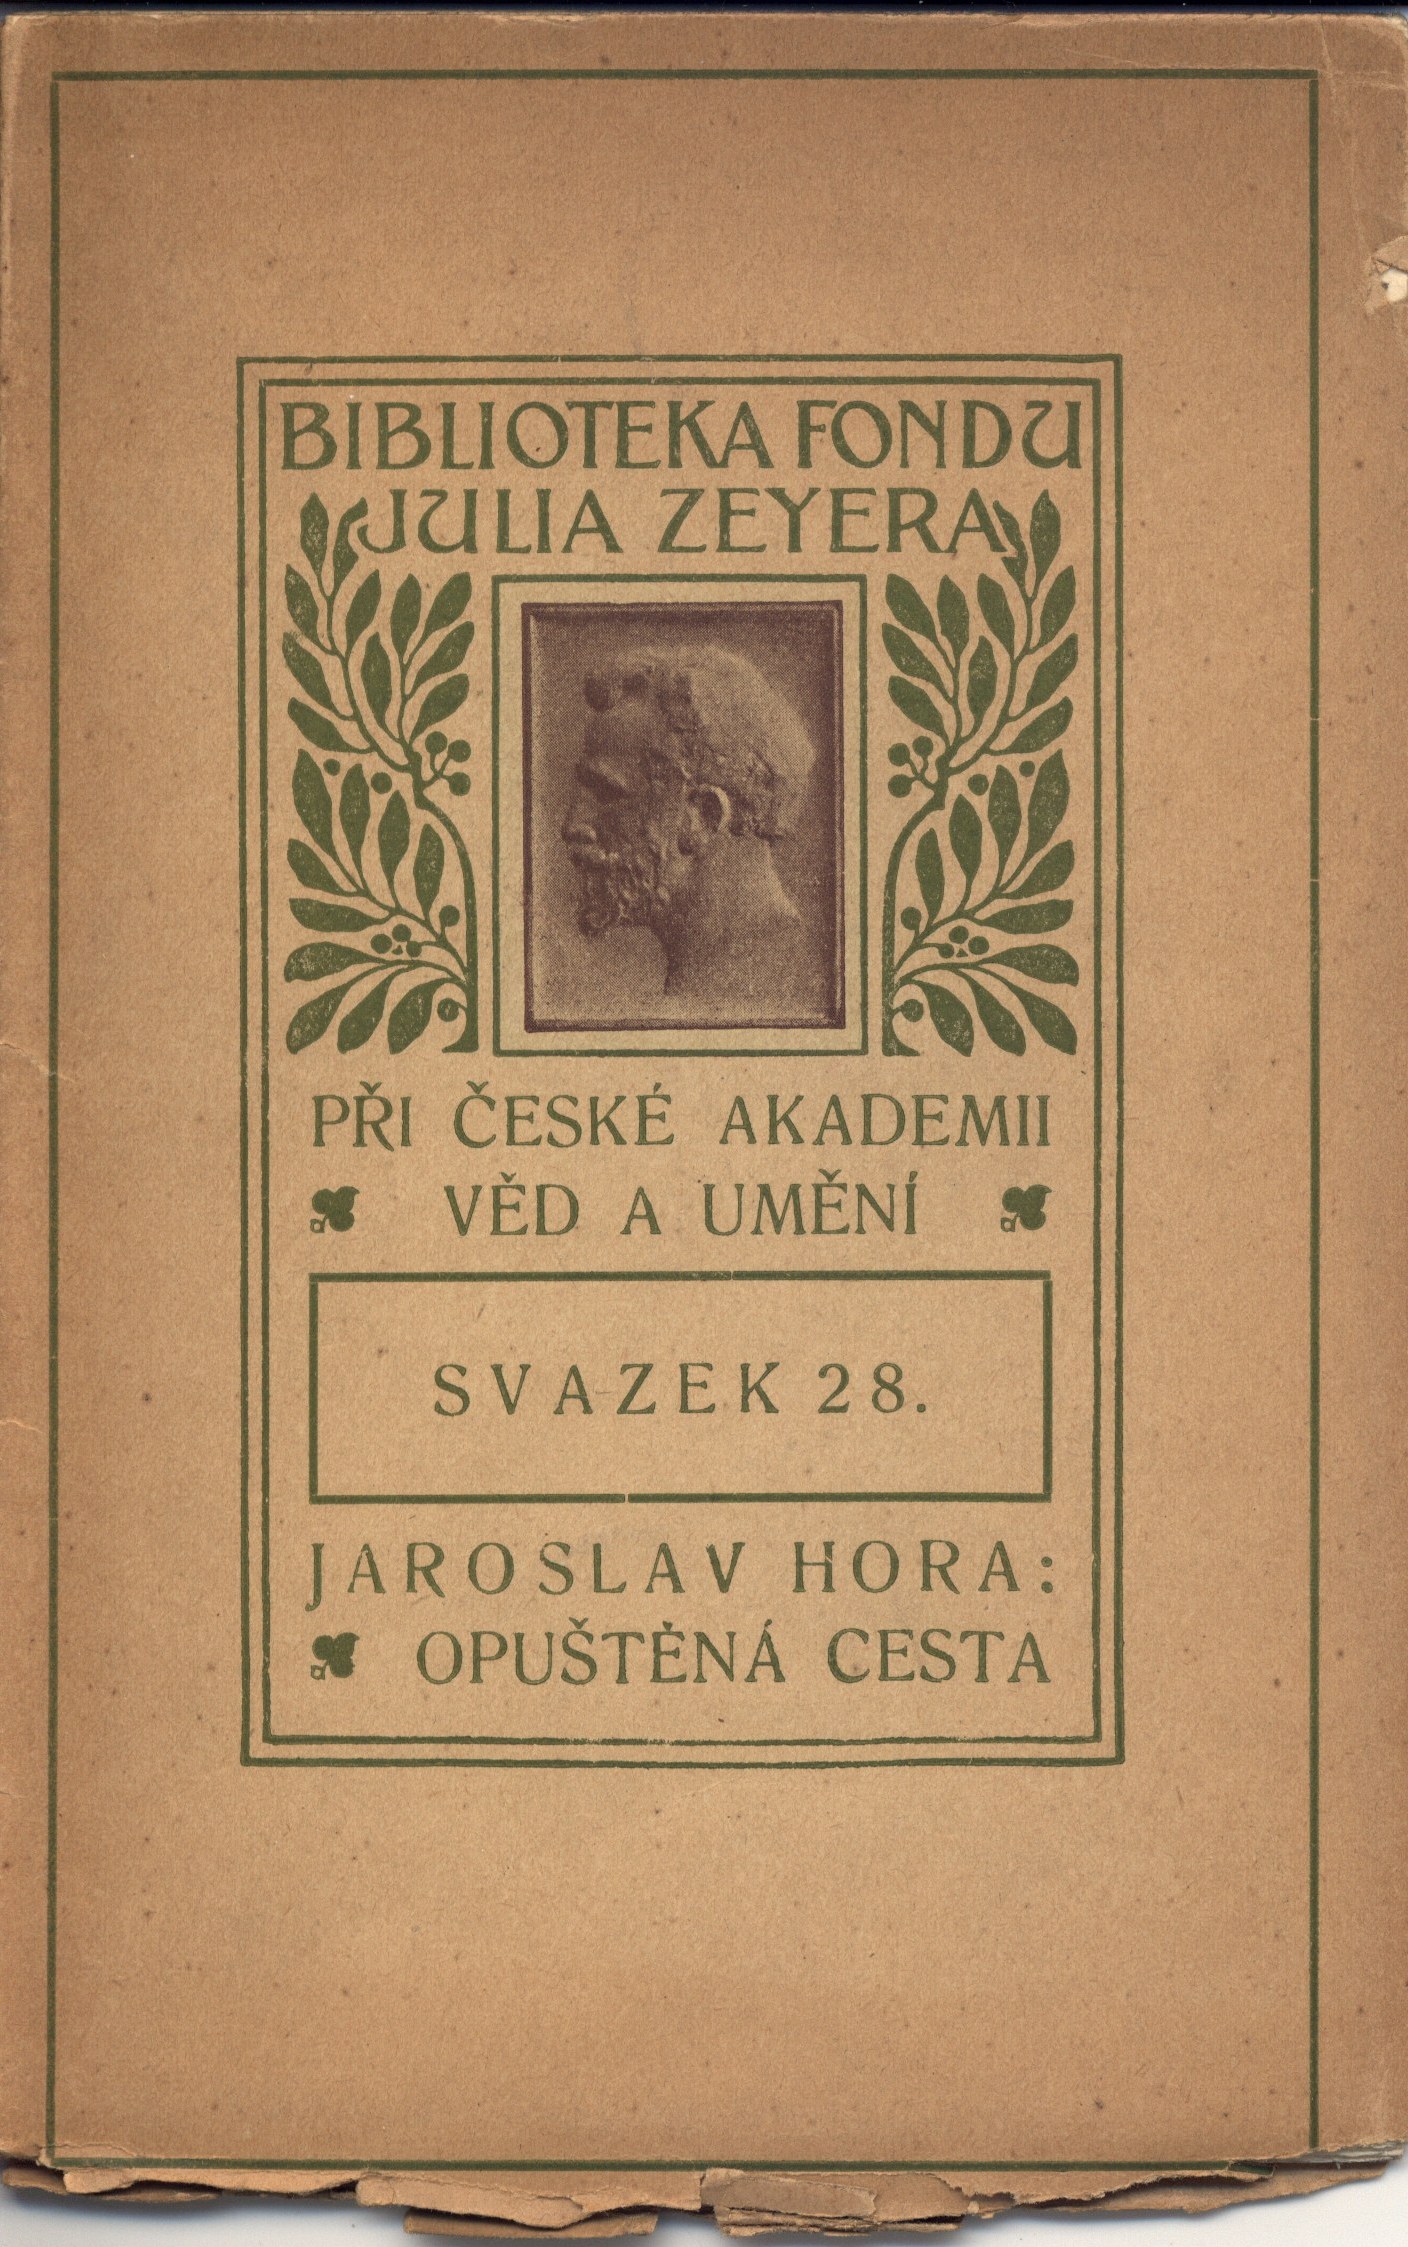 BIBLIOTEKA FONDU
JULIA ZEYERA
PŘI ČESKÉ AKADEMII
VĚD A UMĚNÍ
SVAZEK 28.
JAROSLAV HORA:
OPUŠTĚNÁ CESTA